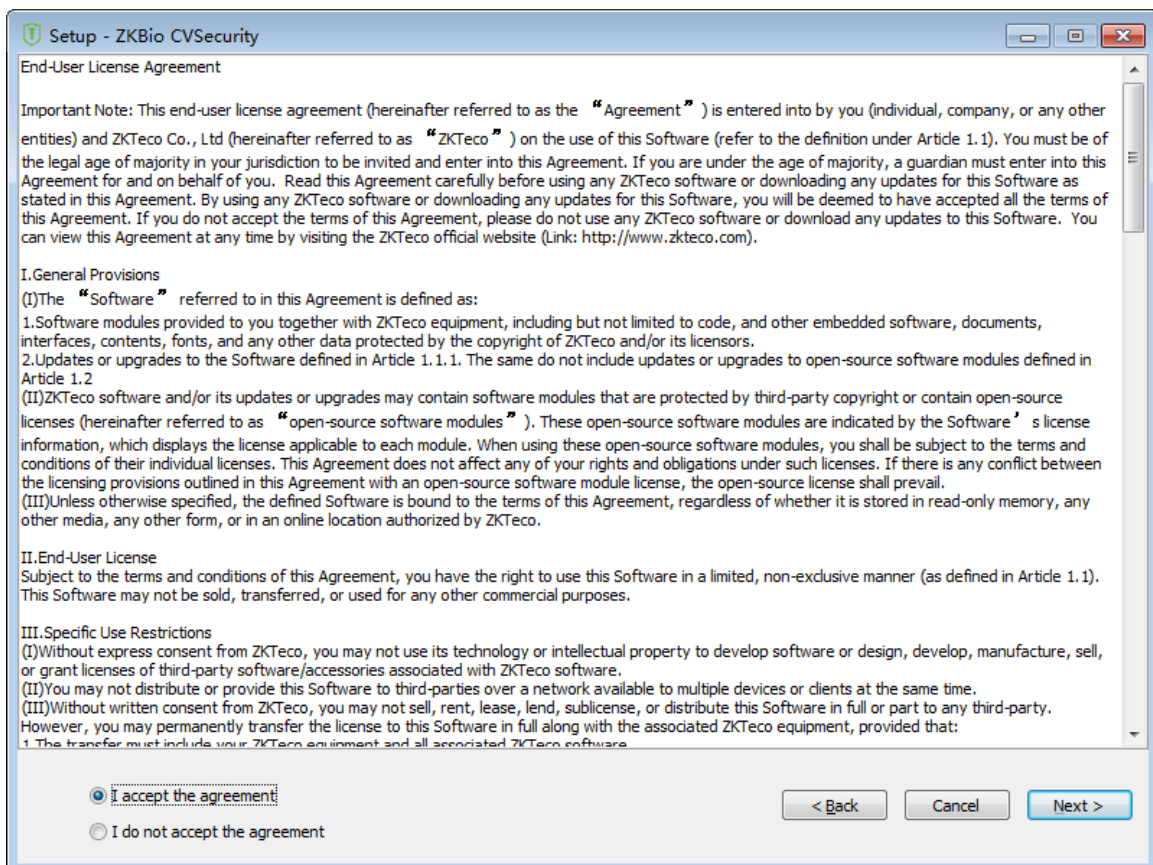 Setup - ZKBio CVSecurity
End-User License Agreement
Important Note: This end-user license agreement (hereinafter referred to as the “Agreement”) is entered into by you (individual, company, or any other
entities) and ZKTeco Co., Ltd (hereinafter referred to as “ZKTeco”) on the use of this Software (refer to the definition under Article 1.1). You must be of
the legal age of majority in your jurisdiction to be invited and enter into this Agreement. If you are under the age of majority, a guardian must enter into this
Agreement for and on behalf of you.  Read this Agreement carefully before using any ZKTeco software or downloading any updates for this Software as
stated in this Agreement. By using any ZKTeco software or downloading any updates for this Software, you will be deemed to have accepted all the terms of
this Agreement. If you do not accept the terms of this Agreement, please do not use any ZKTeco software or download any updates to this Software.  You
can view this Agreement at any time by visiting the ZKTeco official website (Link: http://www.zkteco.com).
I.General Provisions
(I)The “Software” referred to in this Agreement is defined as:
1.Software modules provided to you together with ZKTeco equipment, including but not limited to code, and other embedded software, documents,
interfaces, contents, fonts, and any other data protected by the copyright of ZKTeco and/or its licensors.
2.Updates or upgrades to the Software defined in Article 1.1.1. The same do not include updates or upgrades to open-source software modules defined in
Article 1.2
(II)ZKTeco software and/or its updates or upgrades may contain software modules that are protected by third-party copyright or contain open-source
licenses (hereinafter referred to as “open-source software modules”). These open-source software modules are indicated by the Software’s license
information, which displays the license applicable to each module. When using these open-source software modules, you shall be subject to the terms and
conditions of their individual licenses. This Agreement does not affect any of your rights and obligations under such licenses. If there is any conflict between
the licensing provisions outlined in this Agreement with an open-source software module license, the open-source license shall prevail.
(III)Unless otherwise specified, the defined Software is bound to the terms of this Agreement, regardless of whether it is stored in read-only memory, any
other media, any other form, or in an online location authorized by ZKTeco.
II.End-User License
Subject to the terms and conditions of this Agreement, you have the right to use this Software in a limited, non-exclusive manner (as defined in Article 1.1).
This Software may not be sold, transferred, or used for any other commercial purposes.
III.Specific Use Restrictions
(I)Without express consent from ZKTeco, you may not use its technology or intellectual property to develop software or design, develop, manufacture, sell,
or grant licenses of third-party software/accessories associated with ZKTeco software.
(II)You may not distribute or provide this Software to third-parties over a network available to multiple devices or clients at the same time.
(III)Without written consent from ZKTeco, you may not sell, rent, lease, lend, sublicense, or distribute this Software in full or part to any third-party.
However, you may permanently transfer the license to this Software in full along with the associated ZKTeco equipment, provided that:
1.The transfer must include your ZKTeco equipment and all associated ZKTeco software
I accept the agreement
I do not accept the agreement
< Back
Cancel
Next >